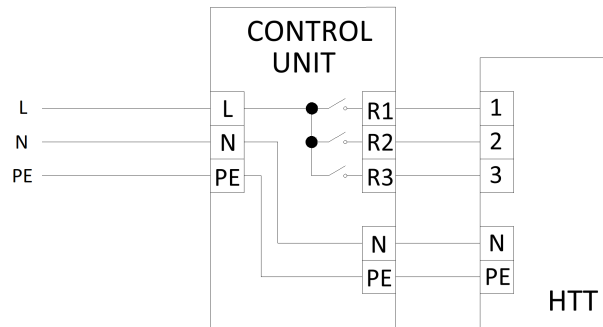 CONTROL
UNIT
L L R1 1
N N R2 2
PE PE R3 3
N N
PE PE
HTT